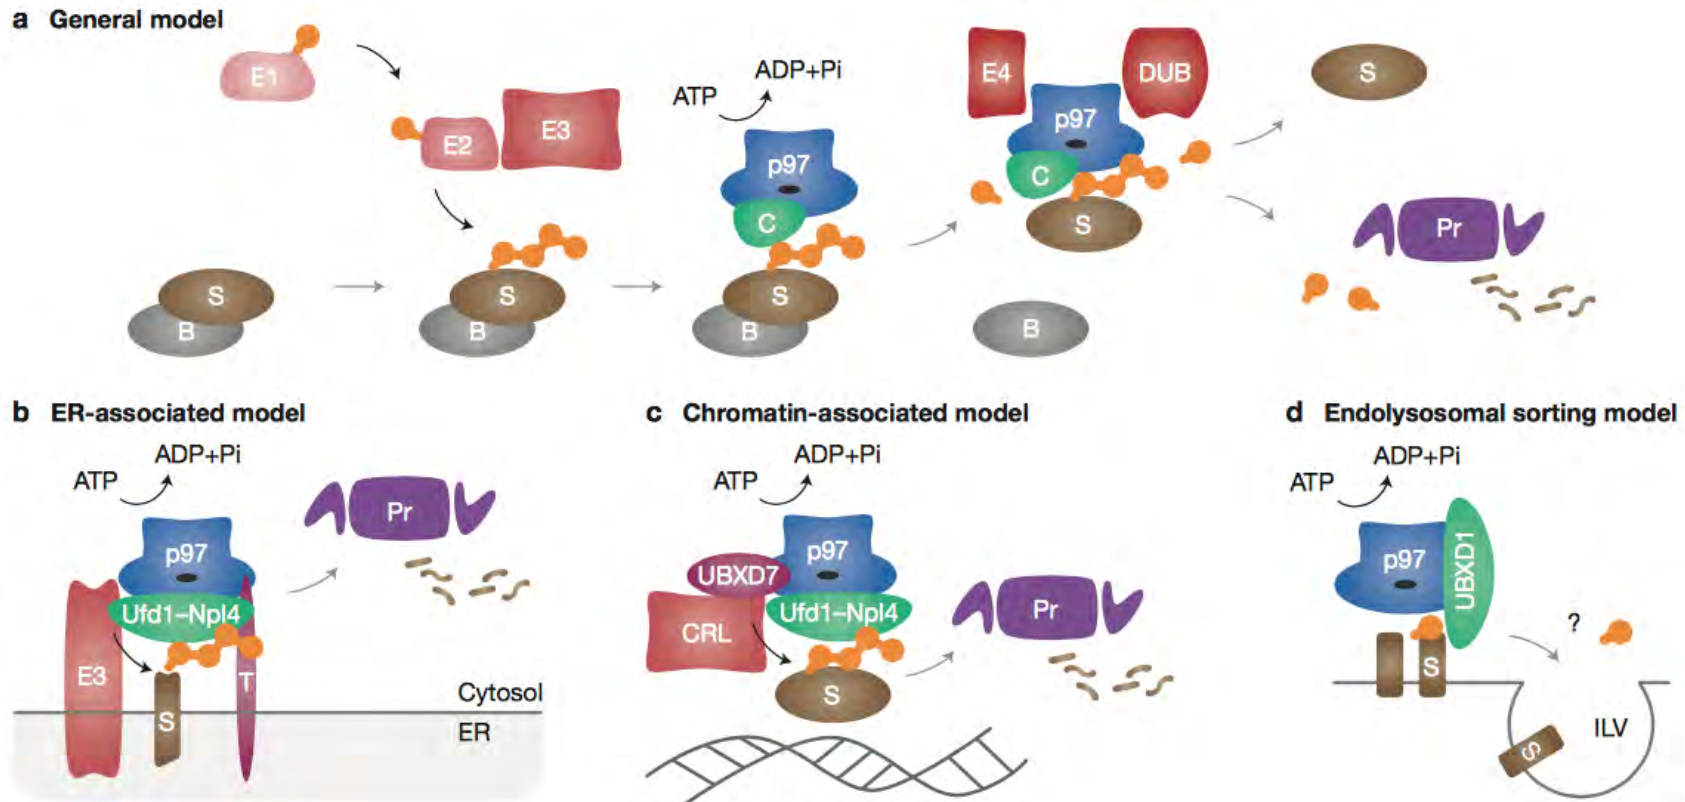 a General model
E1
E2
E3
S
B
S
B
ATP
ADP+Pi
p97
C
S
B
E4
DUB
p97
C
S
B
S
Pr
b ER-associated model
ATP
ADP+Pi
p97
Ufd1–Npl4
E3
S
T
Pr
Cytosol
ER
c Chromatin-associated model
ATP
ADP+Pi
p97
UBXD7
Ufd1–Npl4
CRL
S
Pr
d Endolysosomal sorting model
ATP
ADP+Pi
p97
UBXD1
S
?
ILV
S